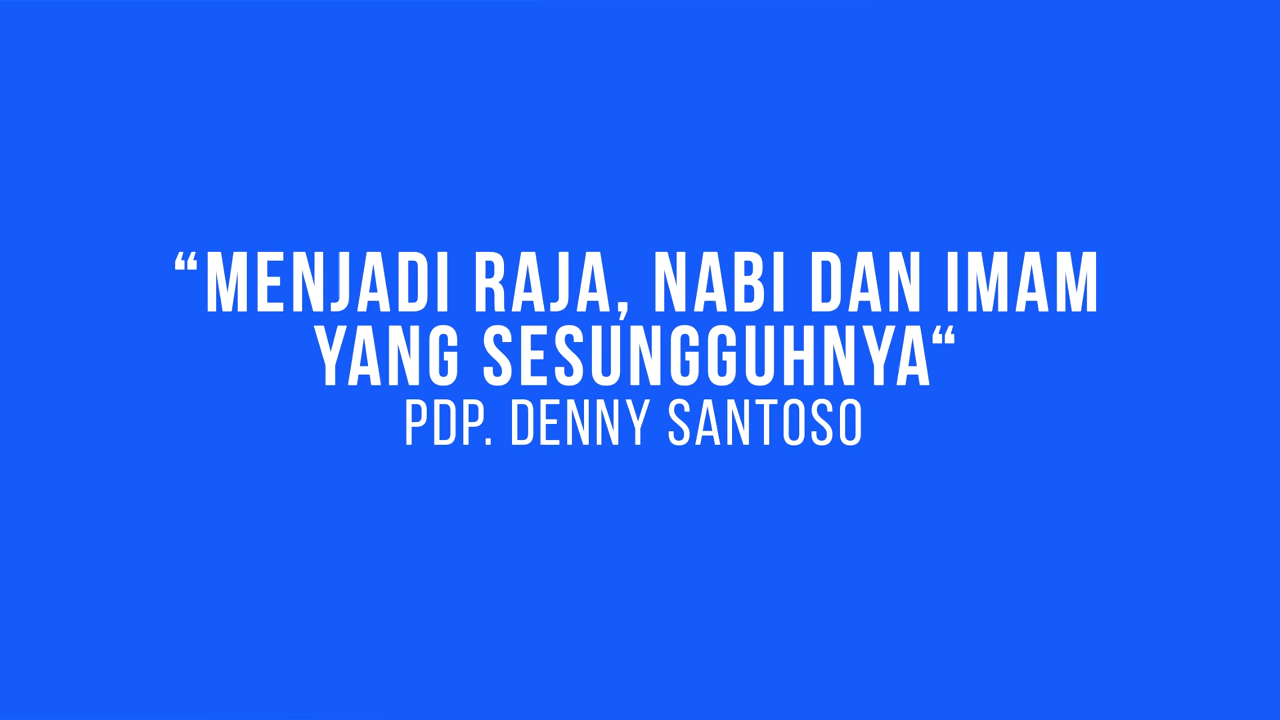 “MENJADI RAJA, NABI DAN IMAM
YANG SESUNGGUHNYA“
PDP. DENNY SANTOSO